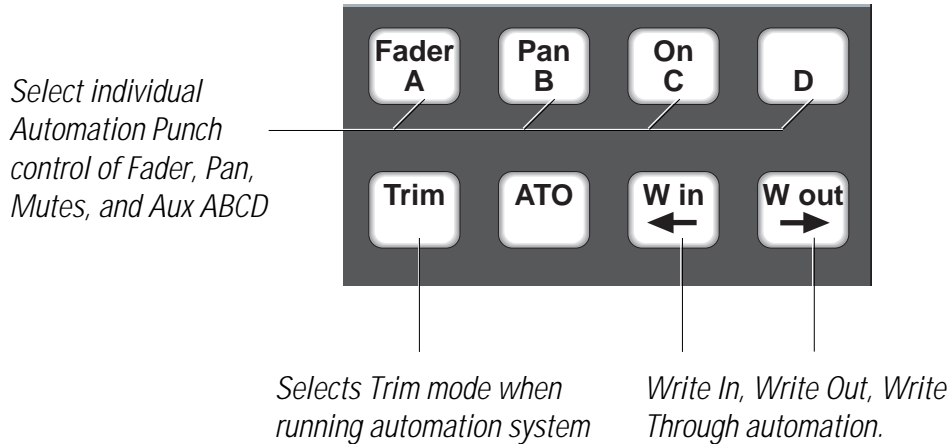 Fader
A
Pan
B
On
C
D
Select individual
Automation Punch
control of Fader, Pan,
Mutes, and Aux ABCD
Trim
ATO
W in
W out
Selects Trim mode when
running automation system
Write In, Write Out, Write
Through automation.